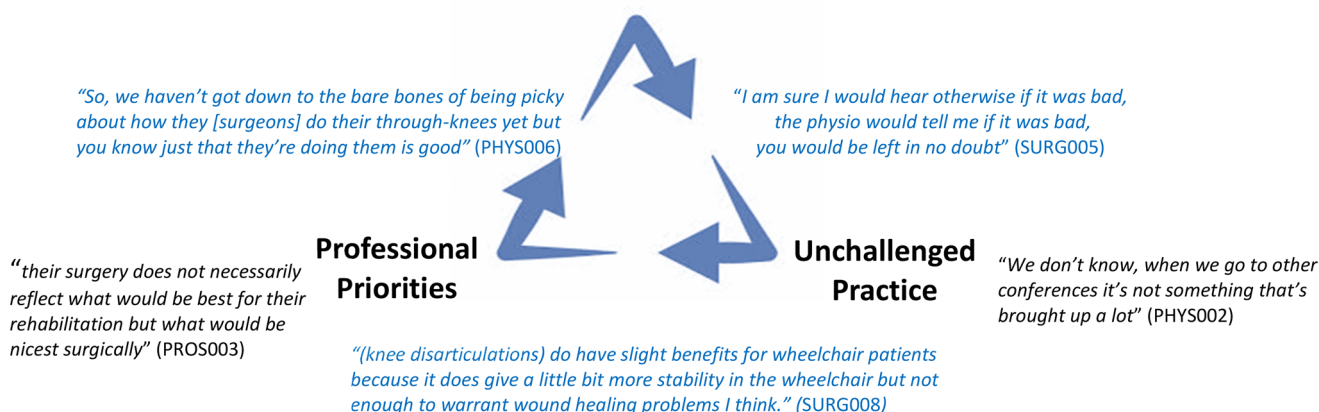 “So, we haven’t got down to the bare bones of being picky
about how they [surgeons] do their through-knees yet but
you know just that they’re doing them is good” (PHYS006)
“I am sure I would hear otherwise if it was bad,
the physio would tell me if it was bad,
you would be left in no doubt” (SURG005)
“their surgery does not necessarily
reflect what would be best for their
rehabilitation but what would be
nicest surgically” (PROS003)
Professional
Priorities
Unchallenged
Practice
“We don’t know, when we go to other
conferences it’s not something that’s
brought up a lot” (PHYS002)
“(knee disarticulations) do have slight benefits for wheelchair patients
because it does give a little bit more stability in the wheelchair but not
enough to warrant wound healing problems I think.” (SURG008)